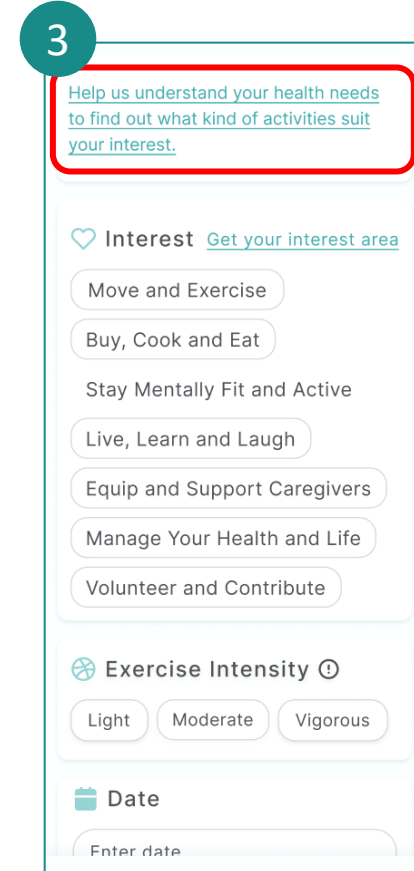 3
Help us understand your health needs
to find out what kind of activities suit
your interest.
Interest Get your interest area
Move and Exercise
Buy, Cook and Eat
Stay Mentally Fit and Active
Live, Learn and Laugh
Equip and Support Caregivers
Manage Your Health and Life
Volunteer and Contribute
Exercise Intensity
Light Moderate Vigorous
Date
Enter date